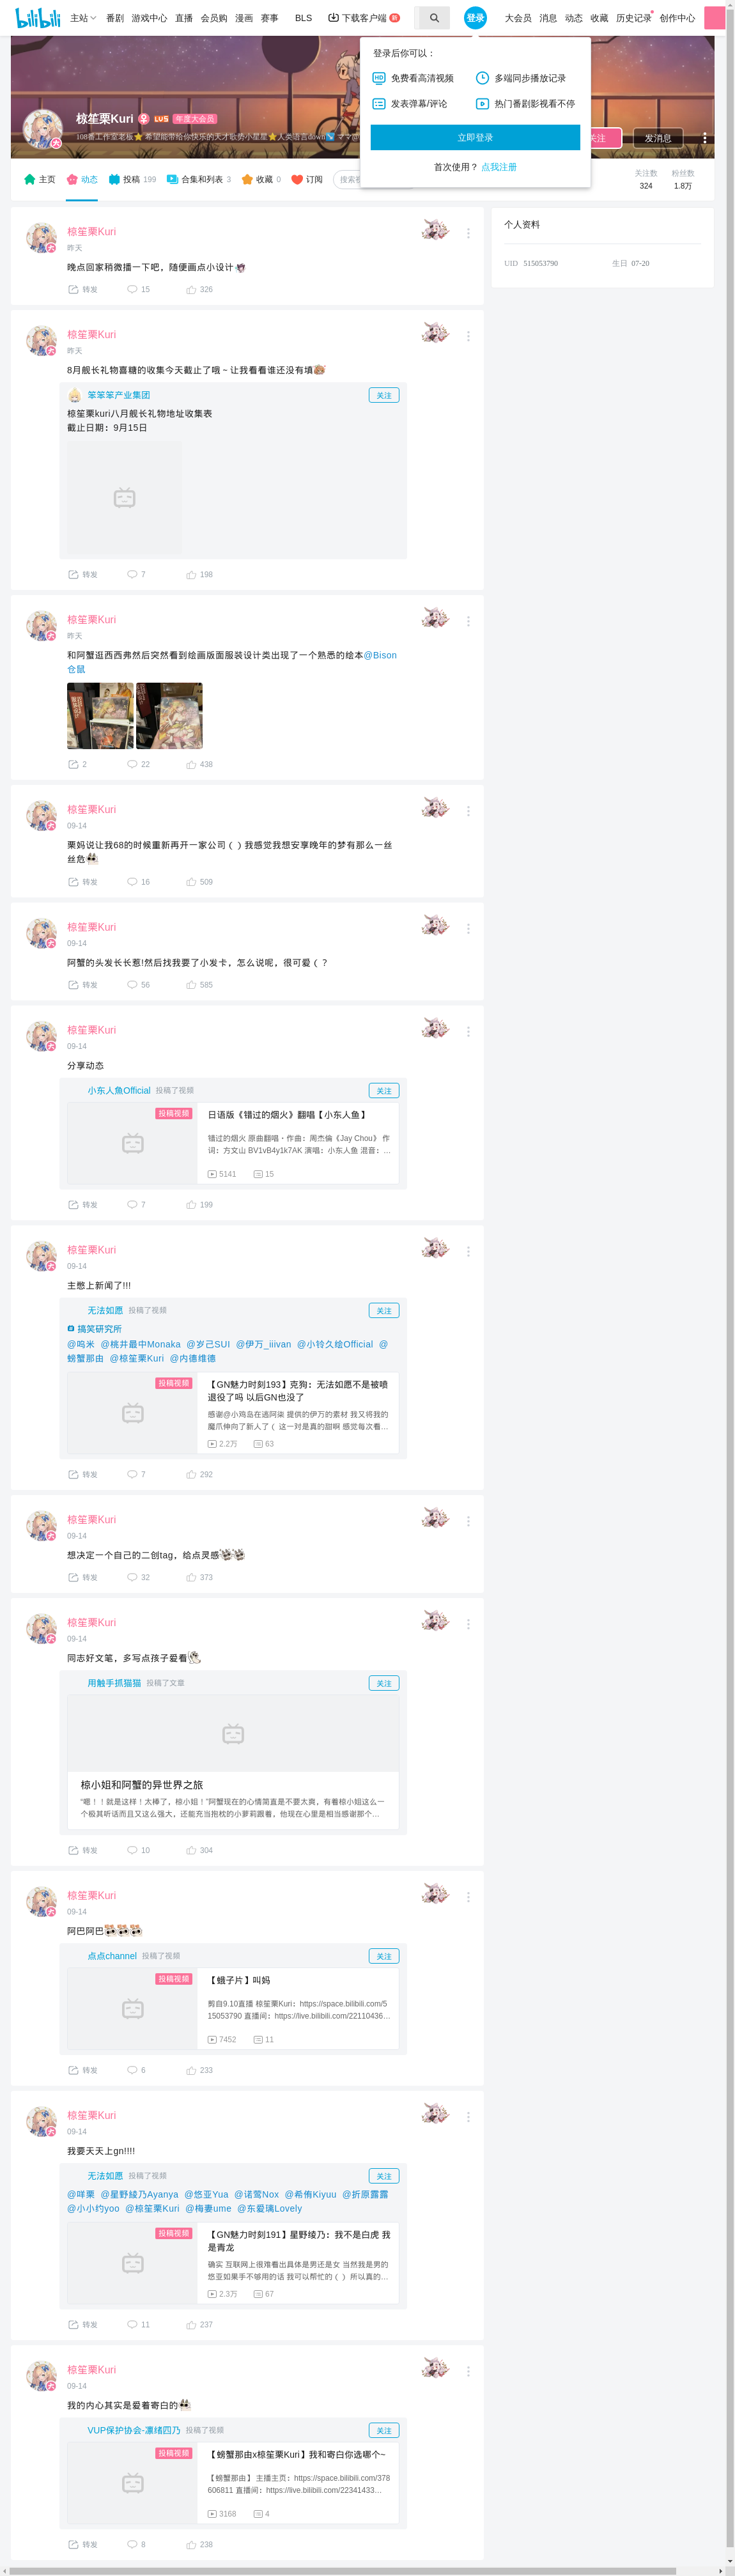 bilibili 主站 番剧 游戏中心 直播 会员购 漫画 赛事 BLS 下载客户端 登录 大会员 消息 动态 收藏 历史记录 创作中心
登录后你可以：
免费看高清视频 多端同步播放记录
发表弹幕/评论 热门番剧影视看不停
立即登录
首次使用？ 点我注册
椋笙栗Kuri LV5 年度大会员
108番工作室老板 希望能带给你快乐的天才歌势小星星 人类语言down
关注 发消息
主页 动态 投稿 199 合集和列表 3 收藏 0 订阅
关注数 粉丝数
324 1.8万
个人资料
UID 515053790 生日 07-20
椋笙栗Kuri
昨天
晚点回家稍微播一下吧，随便画点小设计
转发 15 326
椋笙栗Kuri
昨天
8月舰长礼物喜糖的收集今天截止了哦～让我看看谁还没有填
笨笨笨产业集团 关注
椋笙栗kuri八月舰长礼物地址收集表
截止日期：9月15日
转发 7 198
椋笙栗Kuri
昨天
和阿蟹逛西西弗然后突然看到绘画版面服装设计类出现了一个熟悉的绘本@Bison
仓鼠
2 22 438
椋笙栗Kuri
09-14
栗妈说让我68的时候重新再开一家公司（ ）我感觉我想安享晚年的梦有那么一丝
丝危
转发 16 509
椋笙栗Kuri
09-14
阿蟹的头发长长惹!然后找我要了小发卡，怎么说呢，很可爱（ ？
转发 56 585
椋笙栗Kuri
09-14
分享动态
小东人鱼Official 投稿了视频 关注
投稿视频
日语版《错过的烟火》翻唱【小东人鱼】
错过的烟火 原曲翻唱・作曲：周杰倫《Jay Chou》 作
词：方文山 BV1vB4y1k7AK 演唱：小东人鱼 混音：...
5141 15
转发 7 199
椋笙栗Kuri
09-14
主憨上新闻了!!!
无法如愿 投稿了视频 关注
搞笑研究所
@呜米 @桃井最中Monaka @岁己SUI @伊万_iiivan @小铃久绘Official @
螃蟹那由 @椋笙栗Kuri @内德维德
投稿视频
【GN魅力时刻193】克狗：无法如愿不是被喷
退役了吗 以后GN也没了
感谢@小鸡岛在逃阿柒 提供的伊万的素材 我又将我的
魔爪伸向了新人了（ 这一对是真的甜啊 感觉每次看...
2.2万 63
转发 7 292
椋笙栗Kuri
09-14
想决定一个自己的二创tag，给点灵感
转发 32 373
椋笙栗Kuri
09-14
同志好文笔，多写点孩子爱看
用触手抓猫猫 投稿了文章 关注
椋小姐和阿蟹的异世界之旅
“嗯！！就是这样！太棒了，椋小姐！”阿蟹现在的心情简直是不要太爽，有着椋小姐这么一
个极其听话而且又这么强大，还能充当抱枕的小萝莉跟着，他现在心里是相当感谢那个...
转发 10 304
椋笙栗Kuri
09-14
阿巴阿巴
点点channel 投稿了视频 关注
投稿视频
【蛾子片】叫妈
剪自9.10直播 椋笙栗Kuri：https://space.bilibili.com/5
15053790 直播间：https://live.bilibili.com/22110436...
7452 11
转发 6 233
椋笙栗Kuri
09-14
我要天天上gn!!!!
无法如愿 投稿了视频 关注
@咩栗 @星野綾乃Ayanya @悠亚Yua @诺莺Nox @希侑Kiyuu @折原露露
@小小约yoo @椋笙栗Kuri @梅妻ume @东爱璃Lovely
投稿视频
【GN魅力时刻191】星野绫乃：我不是白虎 我
是青龙
确实 互联网上很难看出具体是男还是女 当然我是男的
悠亚如果手不够用的话 我可以帮忙的（ ） 所以真的...
2.3万 67
转发 11 237
椋笙栗Kuri
09-14
我的内心其实是爱着寄白的
VUP保护协会-凛绪四乃 投稿了视频 关注
投稿视频
【螃蟹那由x椋笙栗Kuri】我和寄白你选哪个~
【螃蟹那由】 主播主页：https://space.bilibili.com/378
606811 直播间：https://live.bilibili.com/22341433...
3168 4
转发 8 238